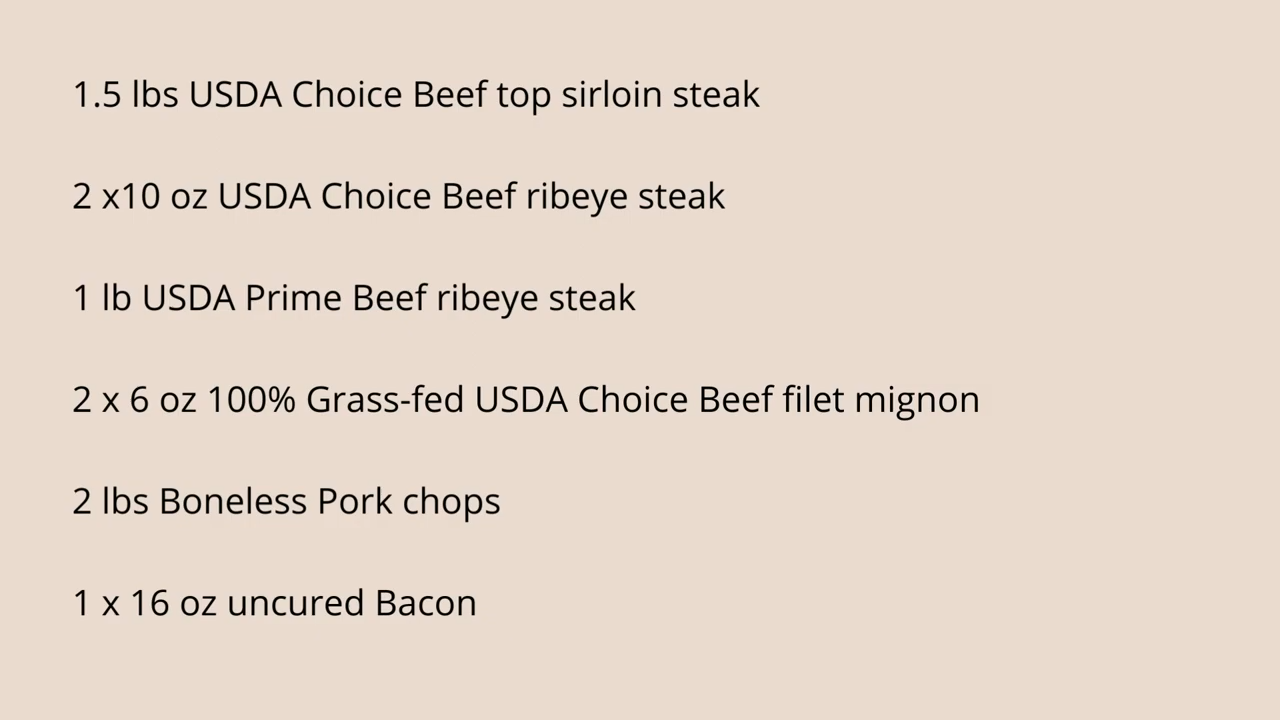 1.5 lbs USDA Choice Beef top sirloin steak
2 x10 oz USDA Choice Beef ribeye steak
1 lb USDA Prime Beef ribeye steak
2 x 6 oz 100% Grass-fed USDA Choice Beef filet mignon
2 lbs Boneless Pork chops
1 x 16 oz uncured Bacon